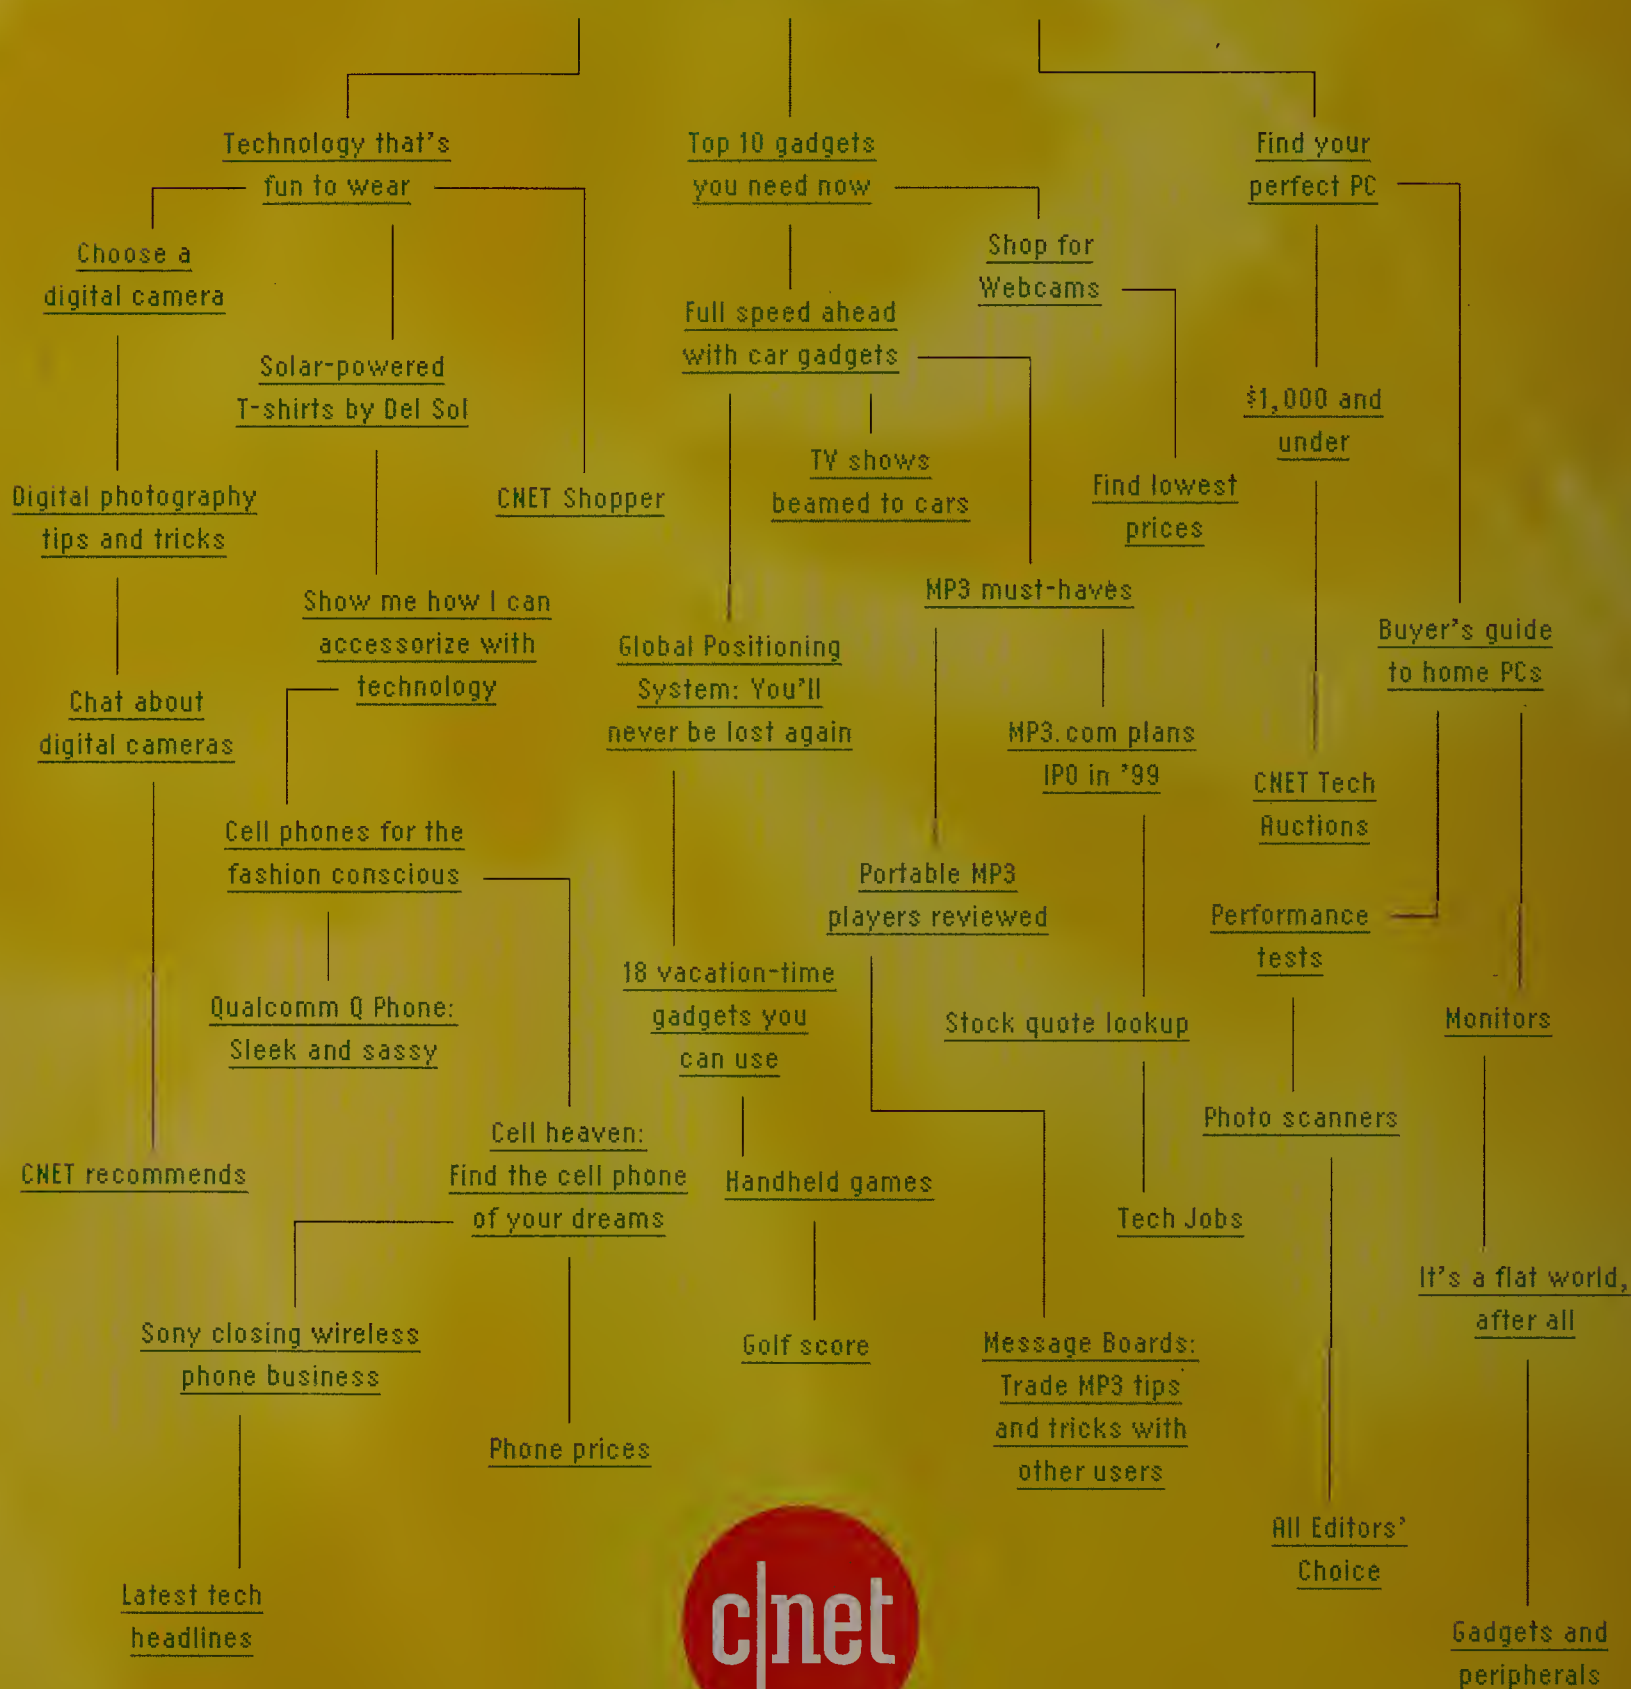 Technology that's
fun to wear
Top 10 gadgets
you need now
Find your
perfect PC
Choose a
digital camera
Shop for
Webcams
Full speed ahead
with car gadgets
Solar-powered
T-shirts by Del Sol
$1,000 and
under
TV shows
beamed to cars
Find lowest
prices
Digital photography
tips and tricks
CNET Shopper
MP3 must-haves
Show me how I can
accessorize with
technology
Buyer's guide
to home PCs
Global Positioning
System: You'll
never be lost again
Chat about
digital cameras
MP3.com plans
IPO in '99
CNET Tech
Auctions
Cell phones for the
fashion conscious
Portable MP3
players reviewed
Performance
tests
18 vacation-time
gadgets you
can use
Qualcomm Q Phone:
Sleek and sassy
Stock quote lookup
Monitors
Photo scanners
Cell heaven:
Find the cell phone
of your dreams
CNET recommends
Handheld games
Tech Jobs
It's a flat world,
after all
Sony closing wireless
phone business
Golf score
Message Boards:
Trade MP3 tips
and tricks with
other users
Phone prices
All Editors'
Choice
Latest tech
headlines
c|net
Gadgets and
peripherals